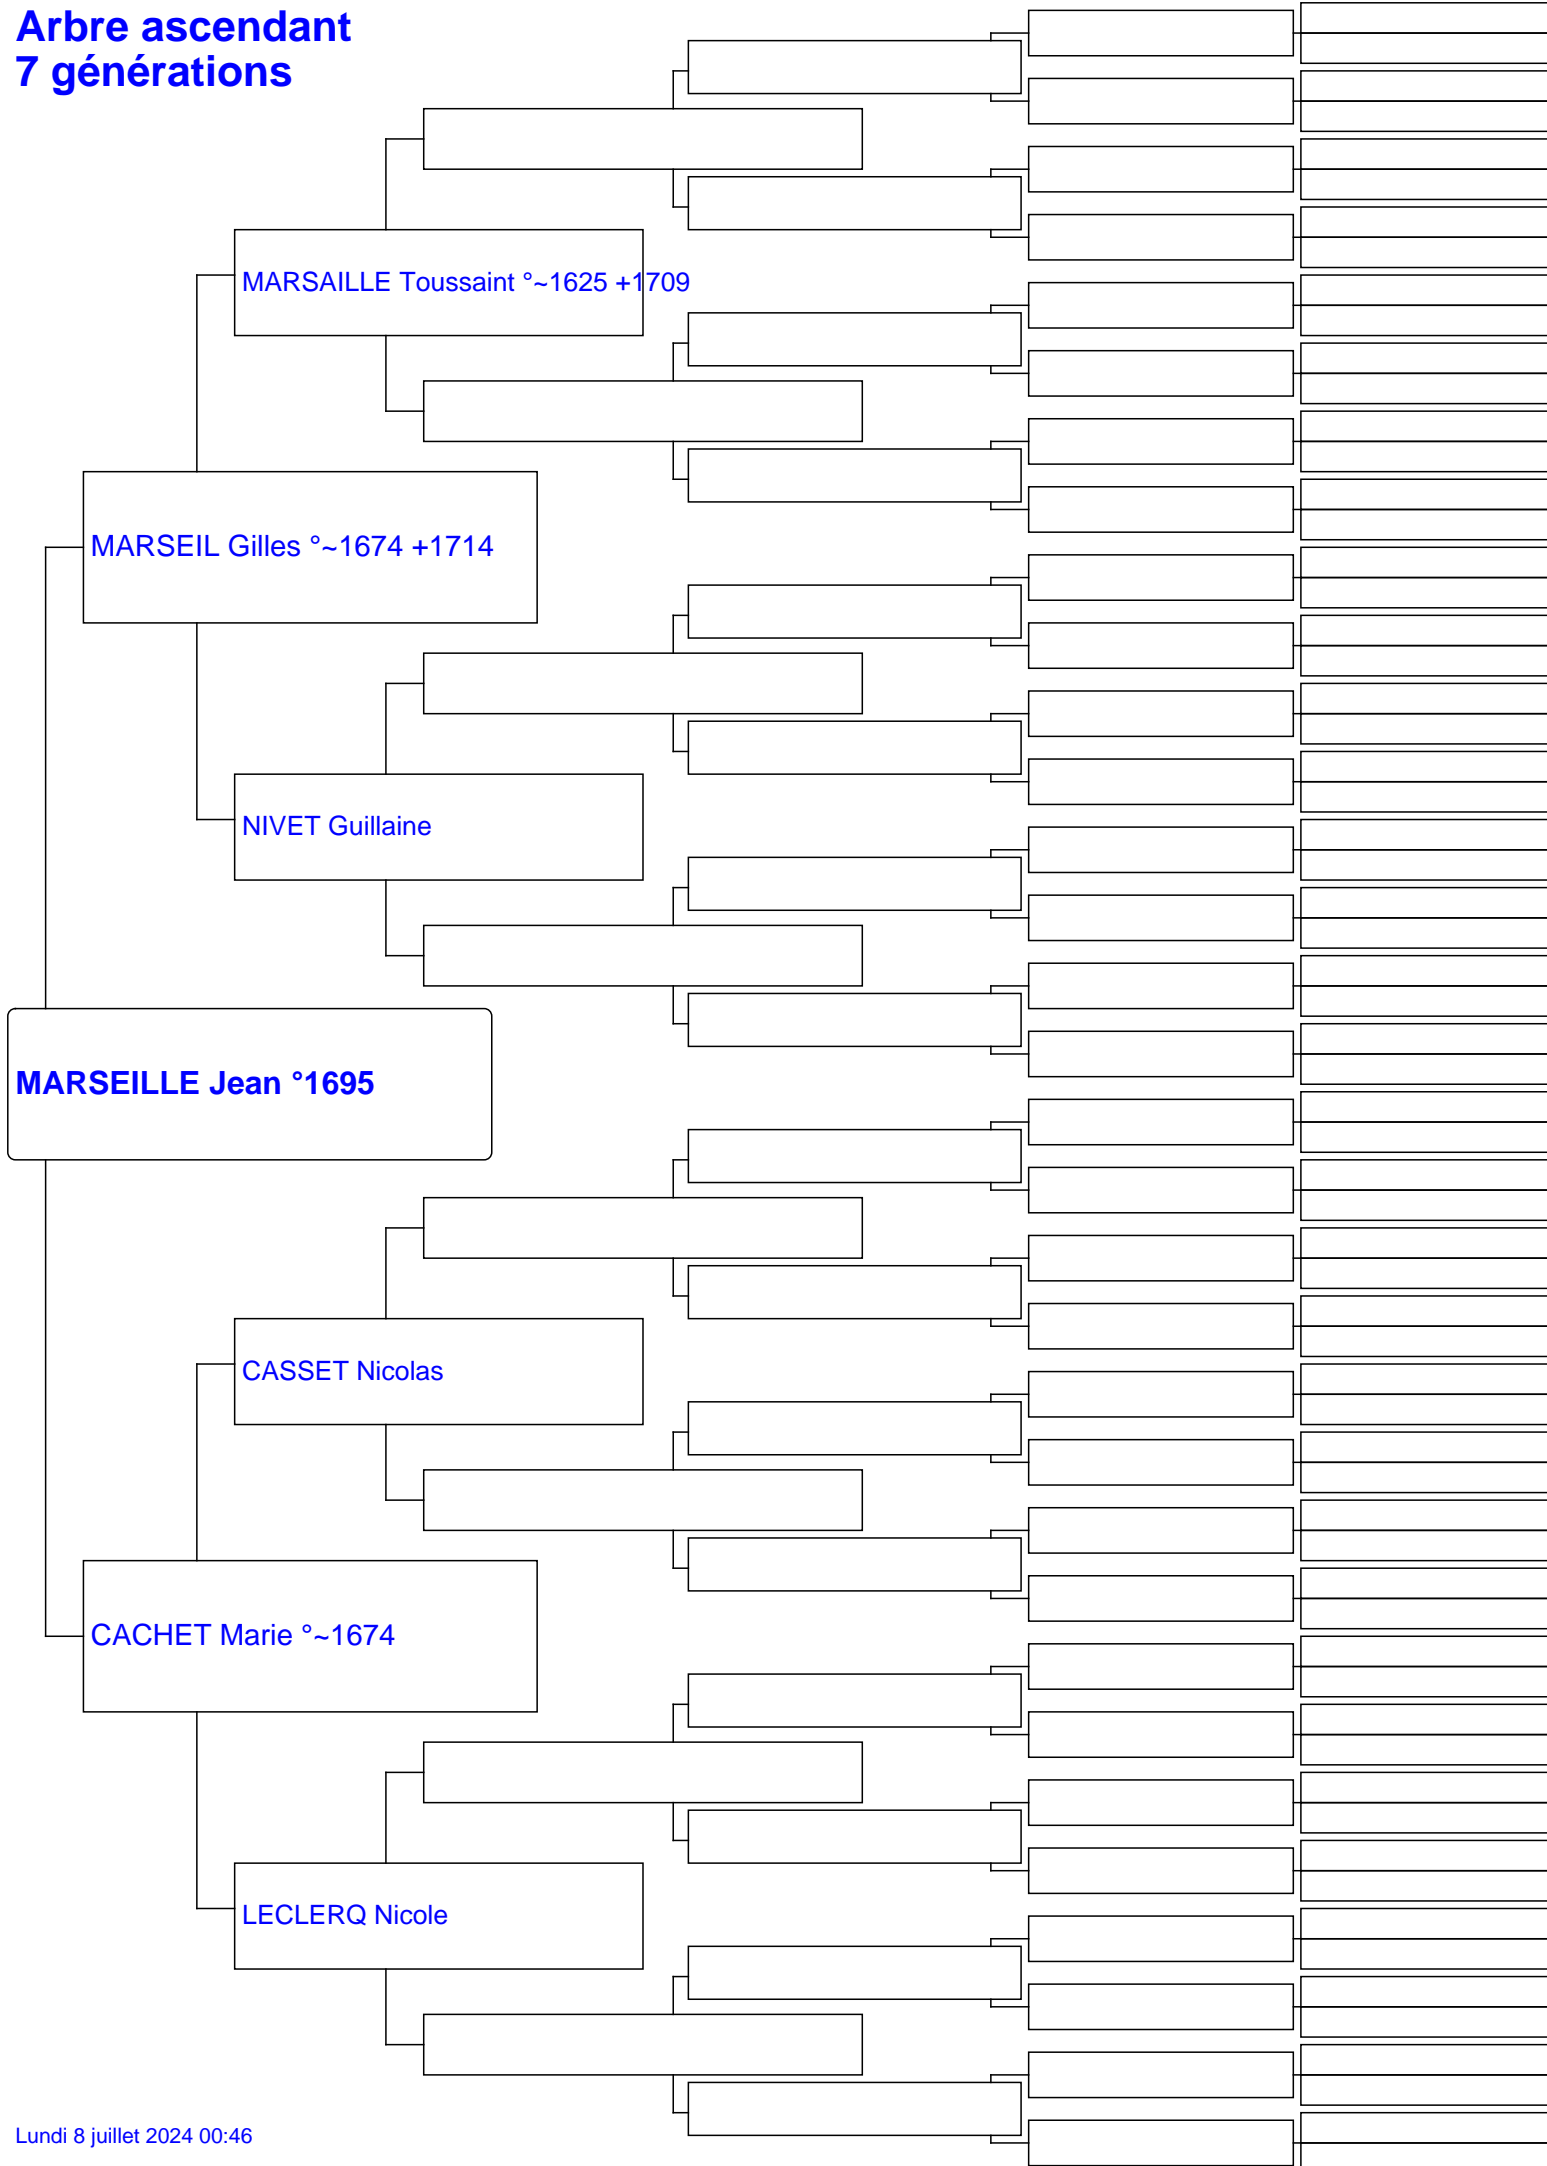 Arbre ascendant
7 générations
MARSAILLE Toussaint °~1625 +1709
MARSEIL Gilles °~1674 +1714
NIVET Guillaine
MARSEILLE Jean °1695
CASSET Nicolas
CACHET Marie °~1674
LECLERQ Nicole
Lundi 8 juillet 2024 00:46